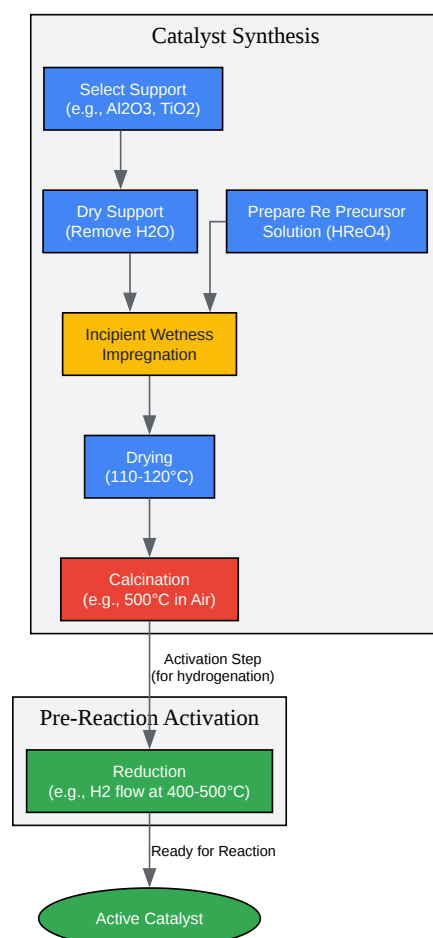 Catalyst Synthesis
Select Support
(e.g., Al2O3, TiO2)
Dry Support
(Remove H2O)
Prepare Re Precursor
Solution (HReO4)
Incipient Wetness
Impregnation
Drying
(110-120°C)
Calcination
(e.g., 500°C in Air)
Activation Step
(for hydrogenation)
Pre-Reaction Activation
Reduction
(e.g., H2 flow at 400-500°C)
Ready for Reaction
Active Catalyst